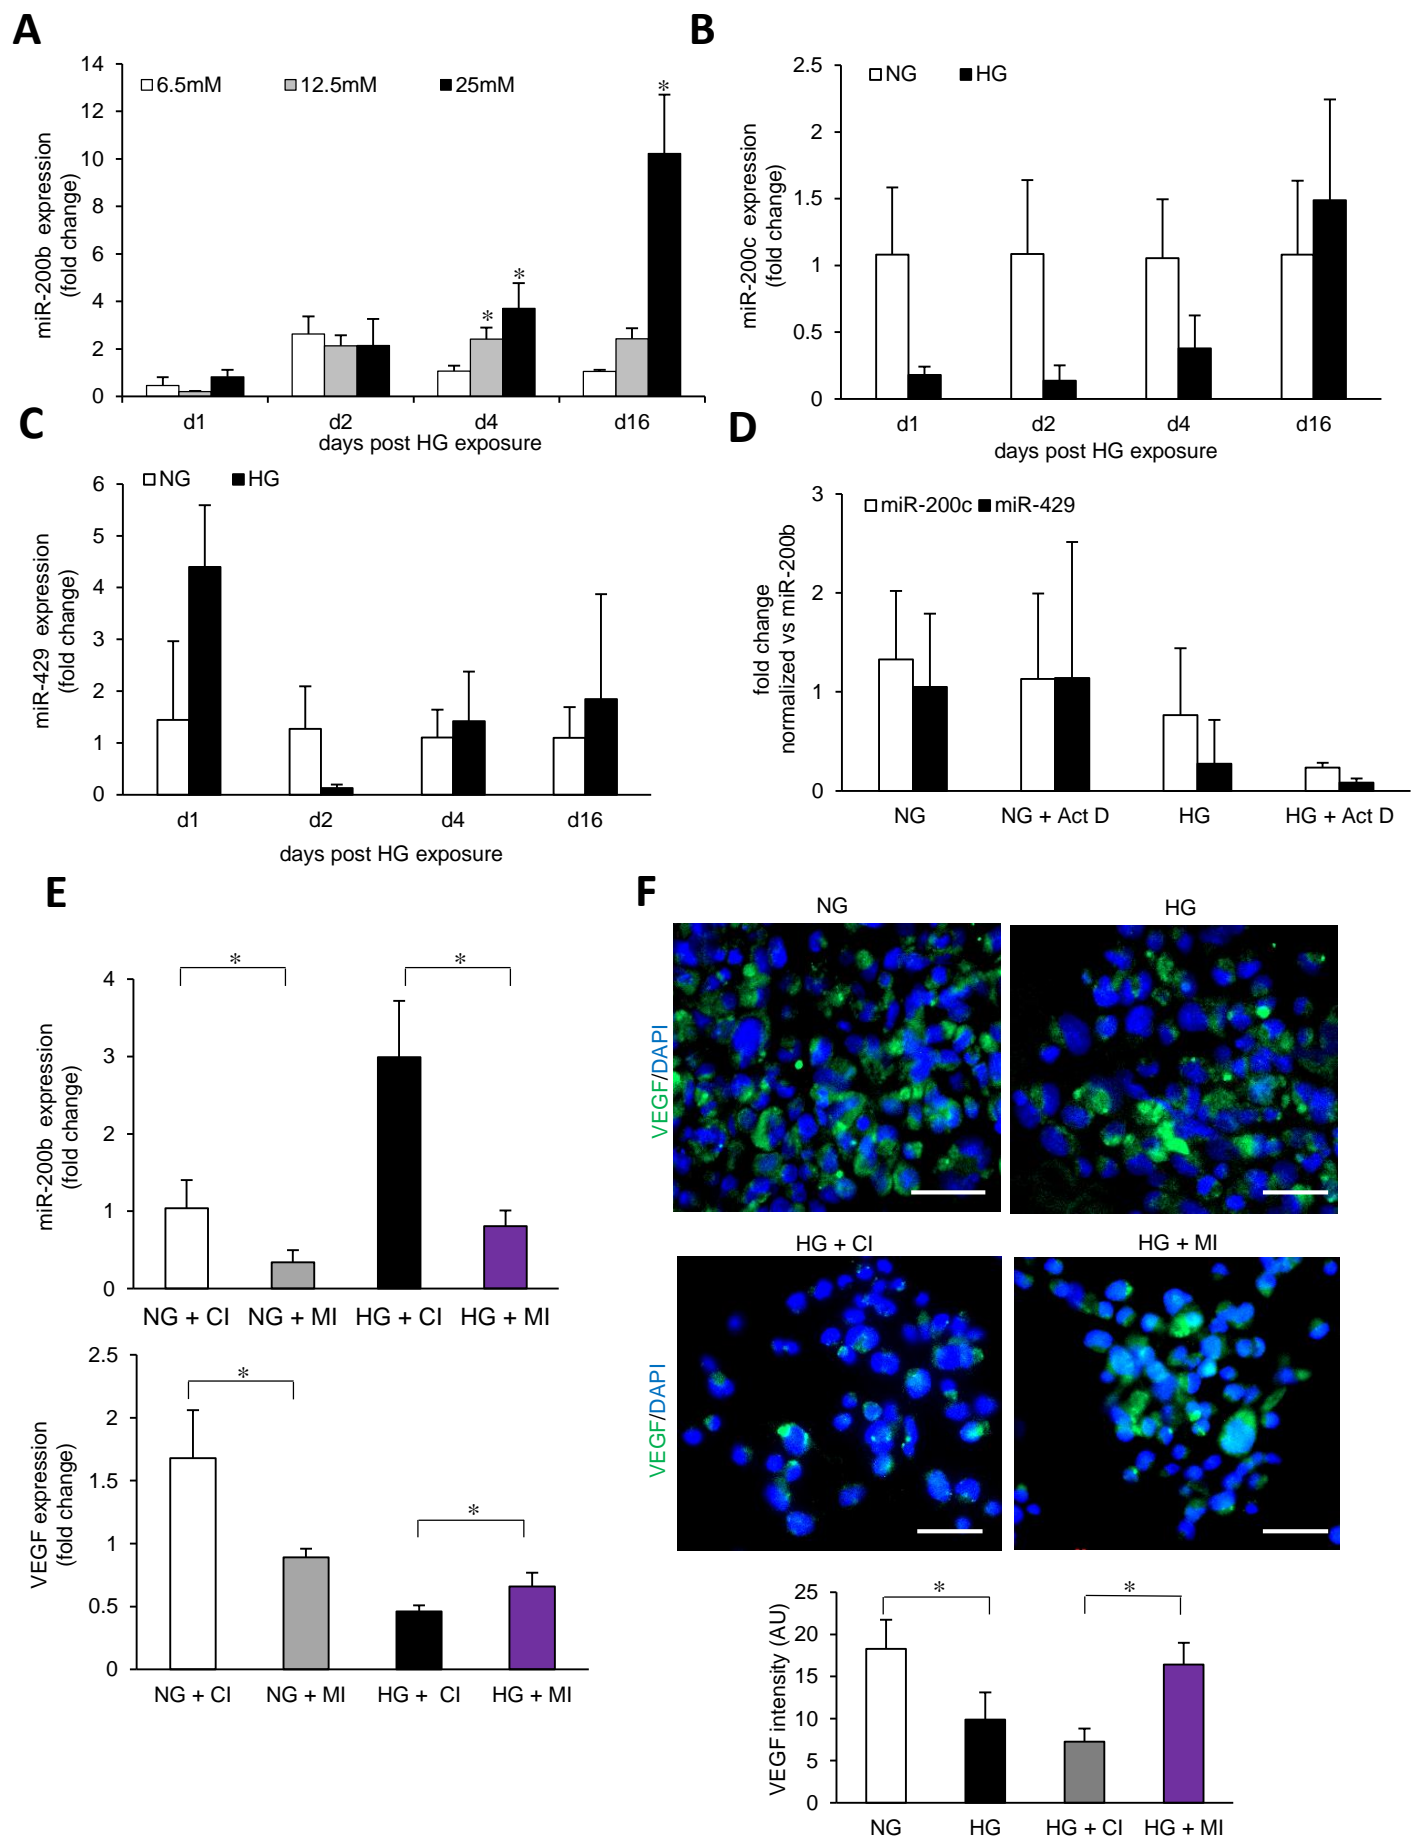 A
14
12
10
8
6
4
2
0
miR-200b expression
(fold change)
6.5mM 12.5mM 25mM
*
*
*
d1 d2 d4 d16
days post HG exposure
B
2.5
2
1.5
1
0.5
0
miR-200c expression
(fold change)
NG HG
d1 d2 d4 d16
days post HG exposure
C
6
5
4
3
2
1
0
miR-429 expression
(fold change)
NG HG
d1 d2 d4 d16
days post HG exposure
D
3
2
1
0
fold change
normalized vs miR-200b
miR-200c miR-429
NG NG + Act D HG HG + Act D
E
4
3
2
1
0
miR-200b expression
(fold change)
* *
NG + CI NG + MI HG + CI HG + MI
2.5
2
1.5
1
0.5
0
VEGF expression
(fold change)
*
*
NG + CI NG + MI HG + CI HG + MI
F
NG HG
VEGF/DAPI
HG + CI HG + MI
VEGF/DAPI
25
20
15
10
5
0
VEGF intensity (AU)
* *
NG HG HG + CI HG + MI